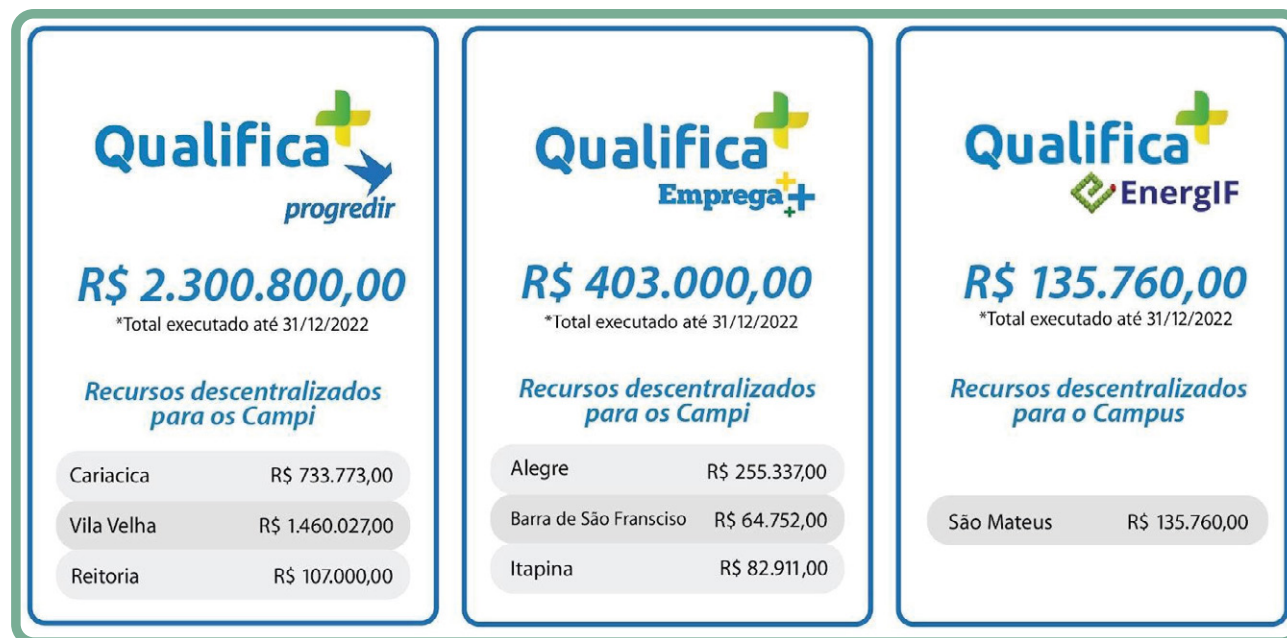 Qualifica
progredir
R$ 2.300.800,00
*Total executado até 31/12/2022
Recursos descentralizados
para os Campi
Cariacica R$ 733.773,00
Vila Velha R$ 1.460.027,00
Reitoria R$ 107.000,00
Qualifica
Emprega
R$ 403.000,00
*Total executado até 31/12/2022
Recursos descentralizados
para os Campi
Alegre R$ 255.337,00
Barra de São Fransciso R$ 64.752,00
Itapina R$ 82.911,00
Qualifica
EnergIF
R$ 135.760,00
*Total executado até 31/12/2022
Recursos descentralizados
para o Campus
São Mateus R$ 135.760,00